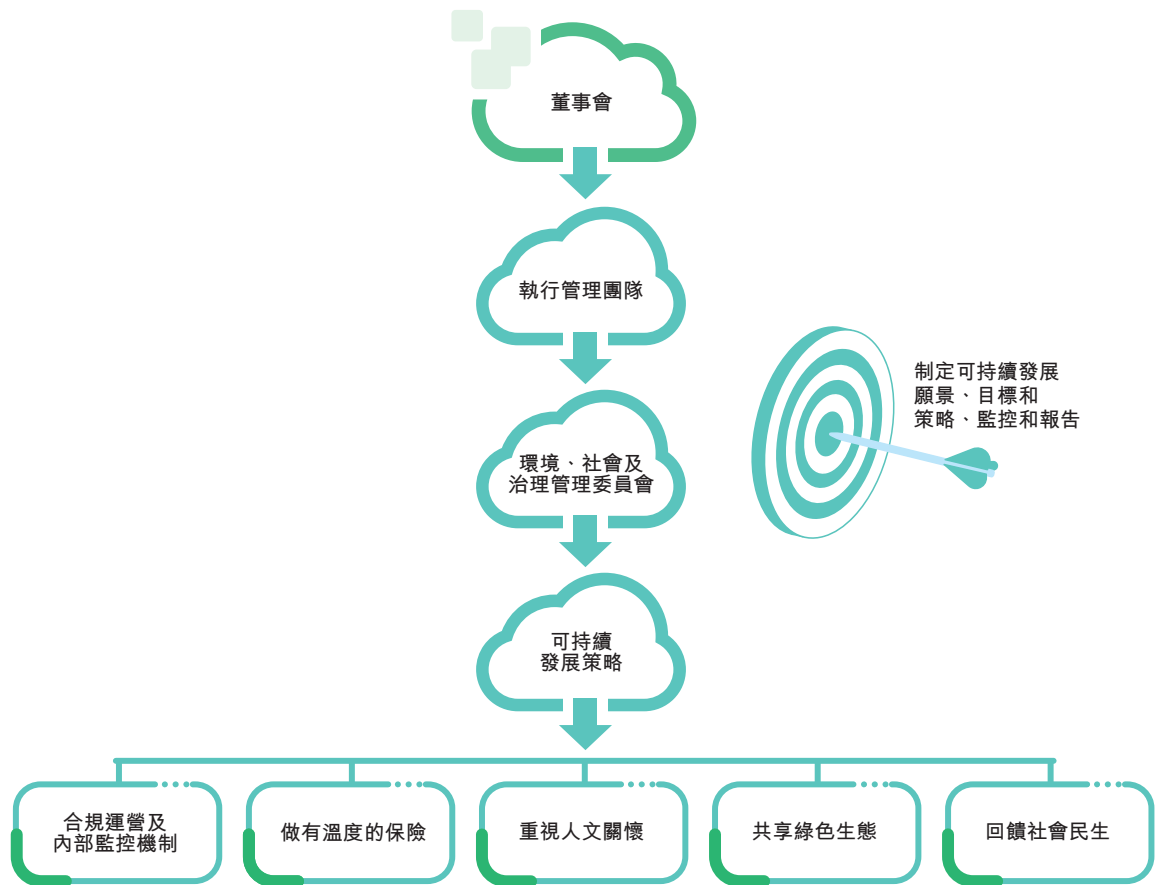 董事會
執行管理團隊
環境、社會及
治理管理委員會
制定可持續發展
願景、目標和
策略、監控和報告
可持續
發展策略
合規運營及
內部監控機制
做有溫度的保險
重視人文關懷
共享綠色生態
回饋社會民生